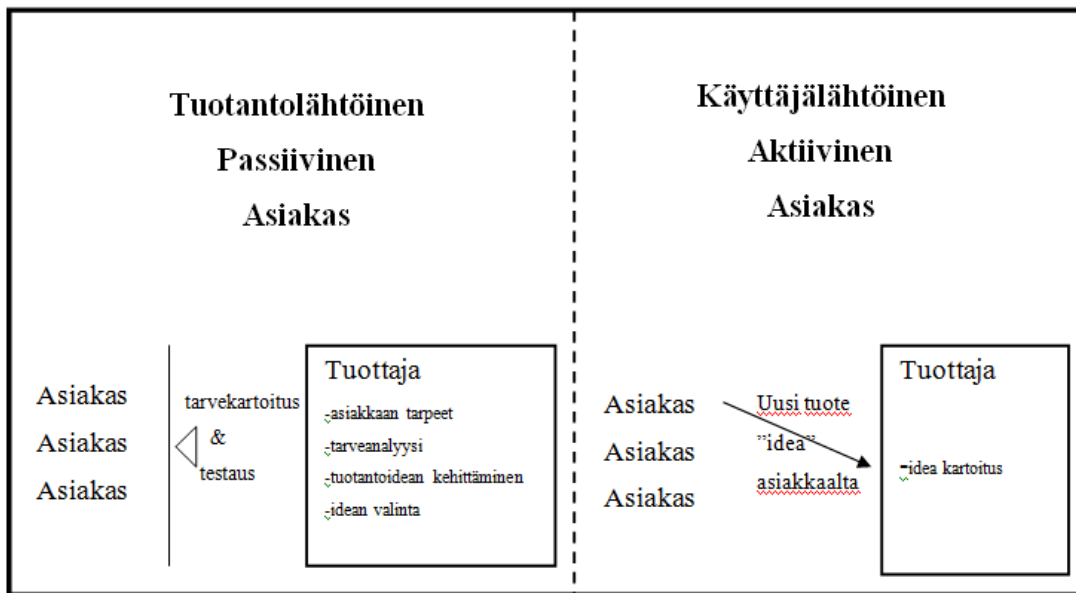 Tuotantolähtöinen
Passiivinen
Asiakas
Asiakas
Asiakas
Asiakas
tarvekartoitus
&
testaus
Tuottaja
-asiakkaan tarpeet
-tarveanalyysi
-tuotantoidean kehittäminen
-idean valinta
Käyttäjälähtöinen
Aktiivinen
Asiakas
Asiakas
Asiakas
Asiakas
Uusi tuote
”idea”
asiakkaalta
Tuottaja
-idea kartoitus